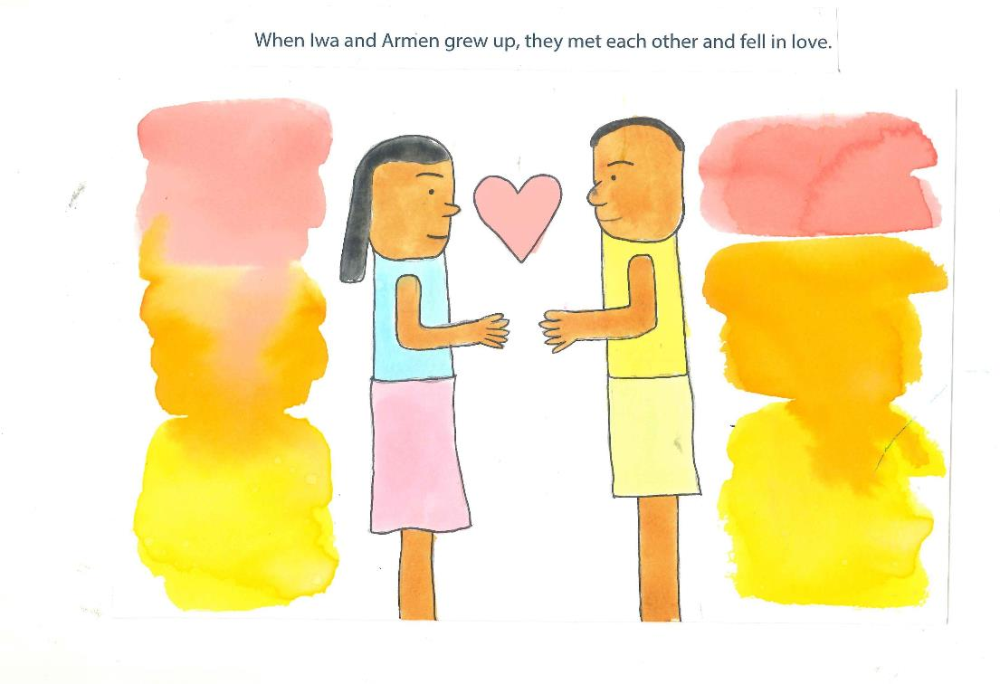 When Iwa and Armen grew up, they met each other and fell in love.